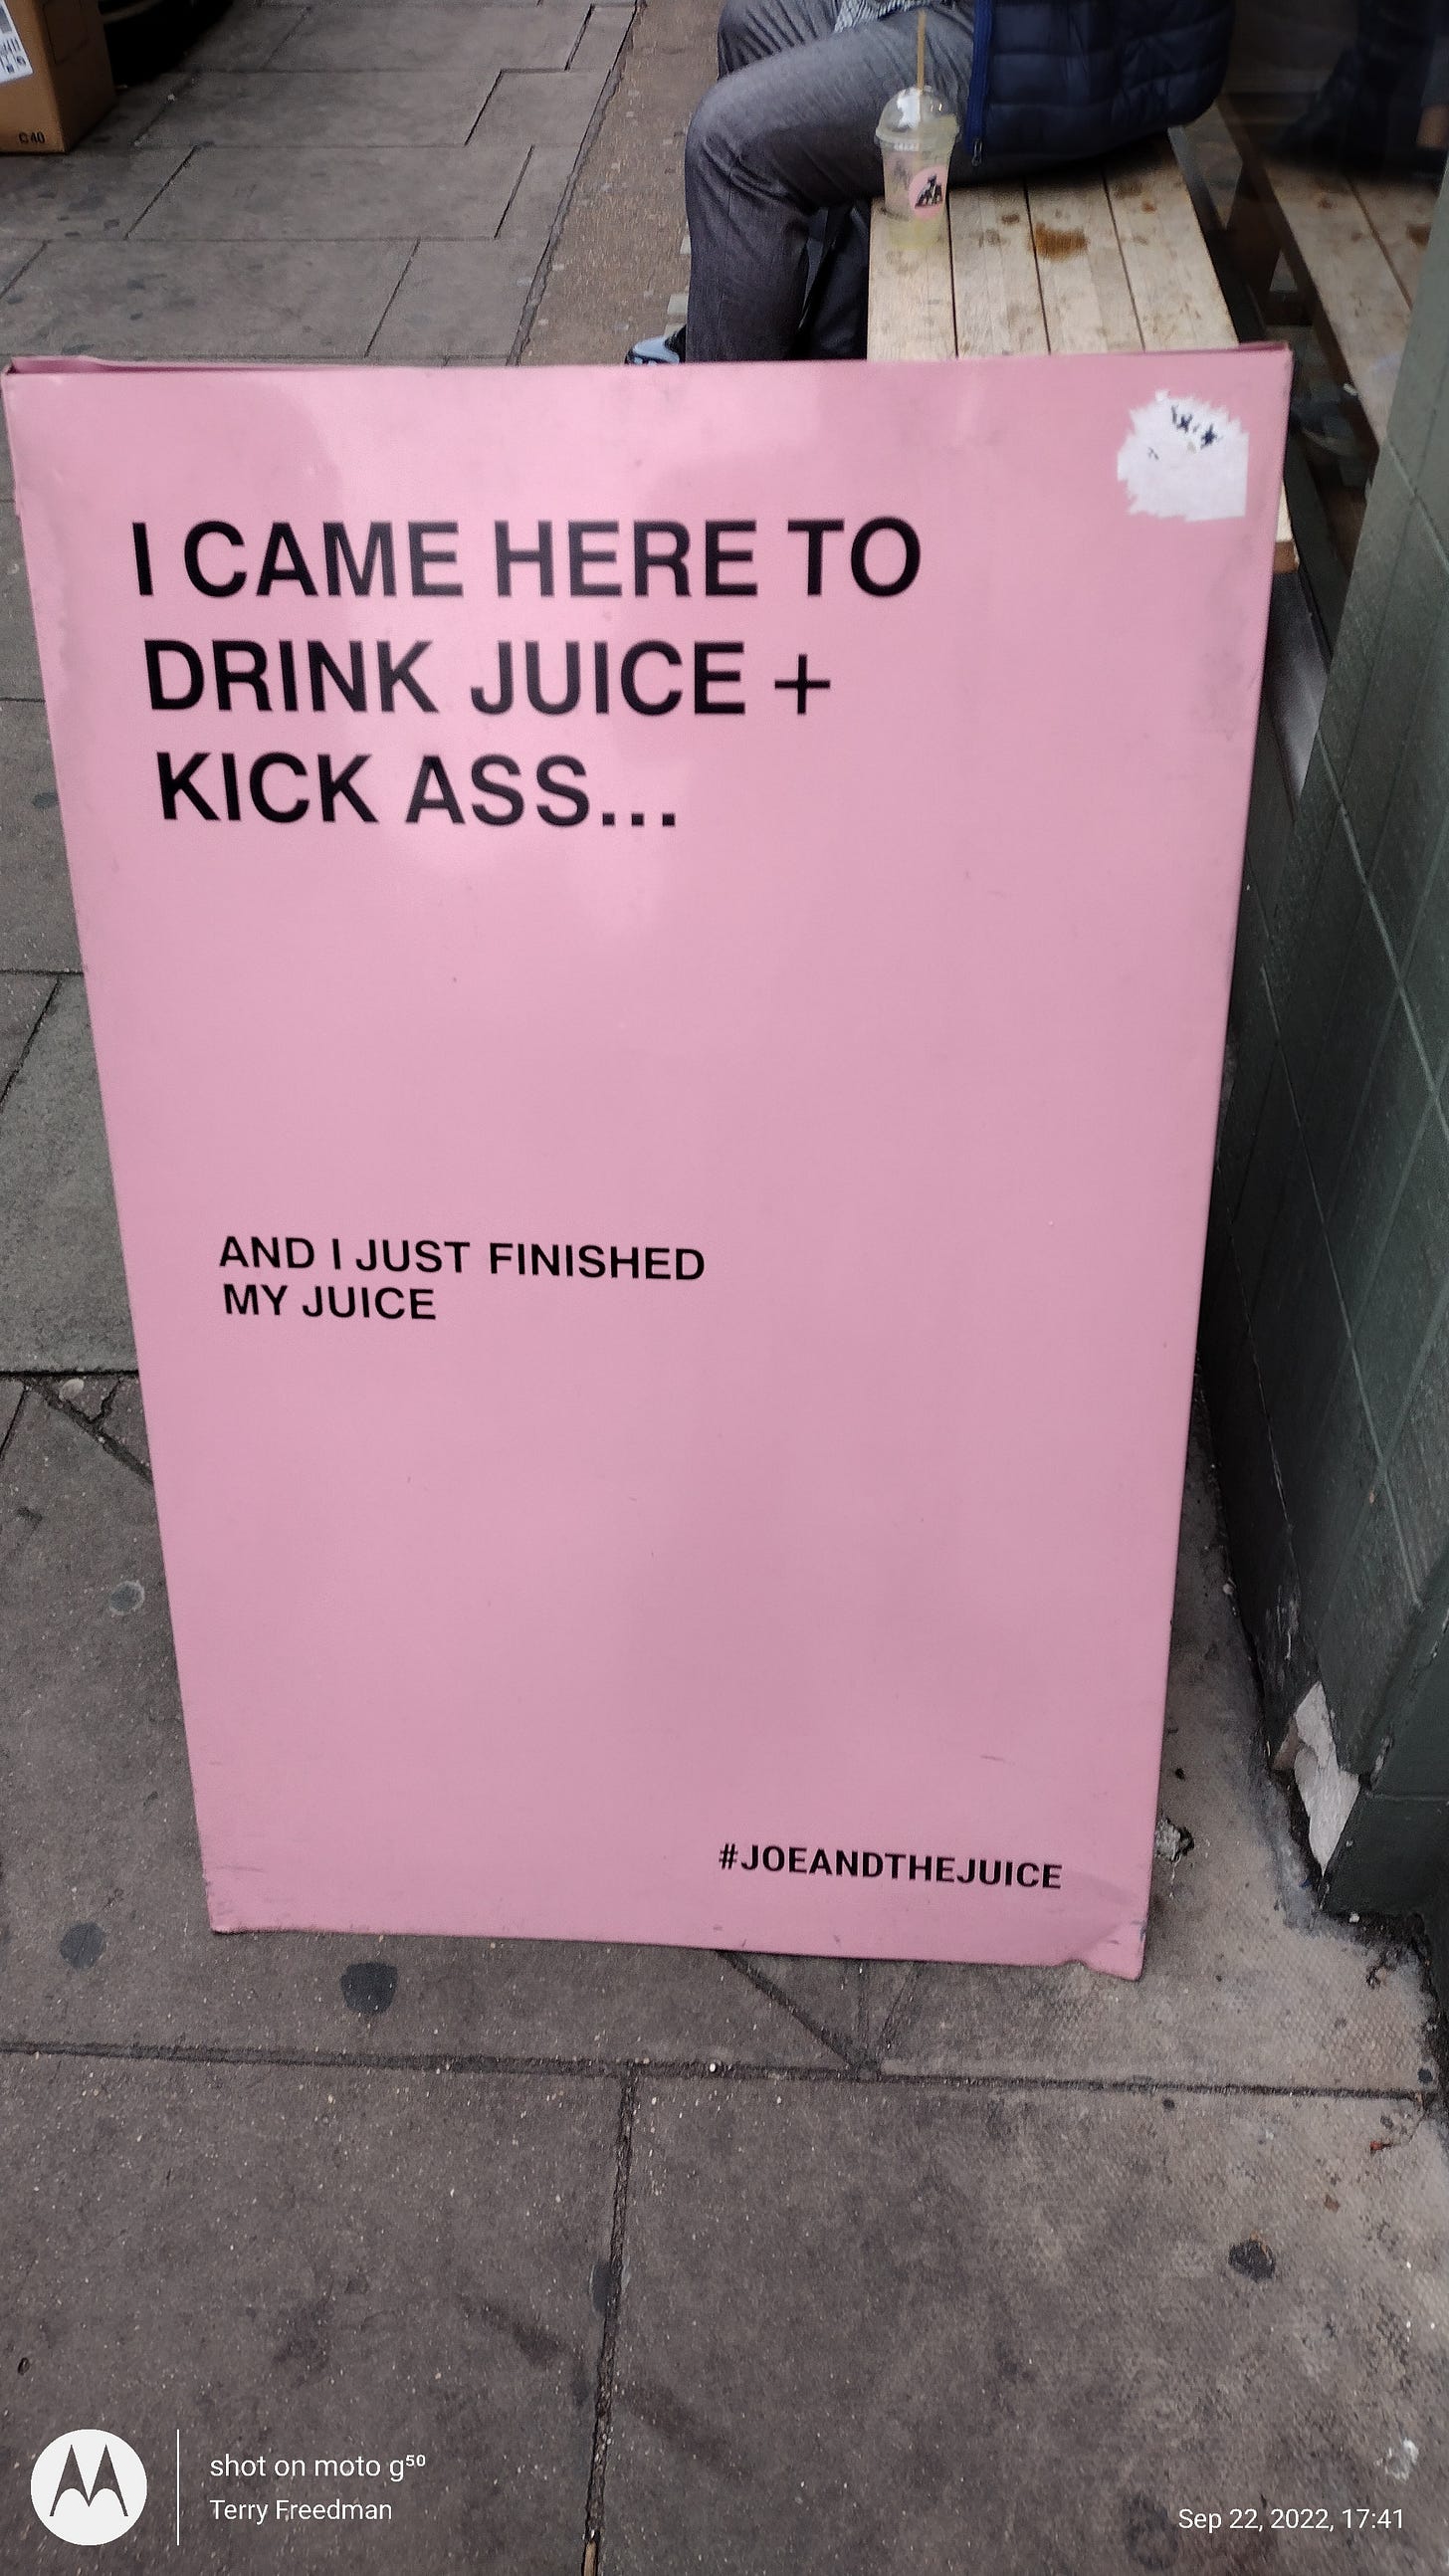 C40
I CAME HERE TO
DRINK JUICE +
KICK ASS...
AND I JUST FINISHED
MY JUICE
#JOEANDTHEJUICE
shot on moto g⁵⁰
Terry Freedman
Sep 22, 2022, 17:41